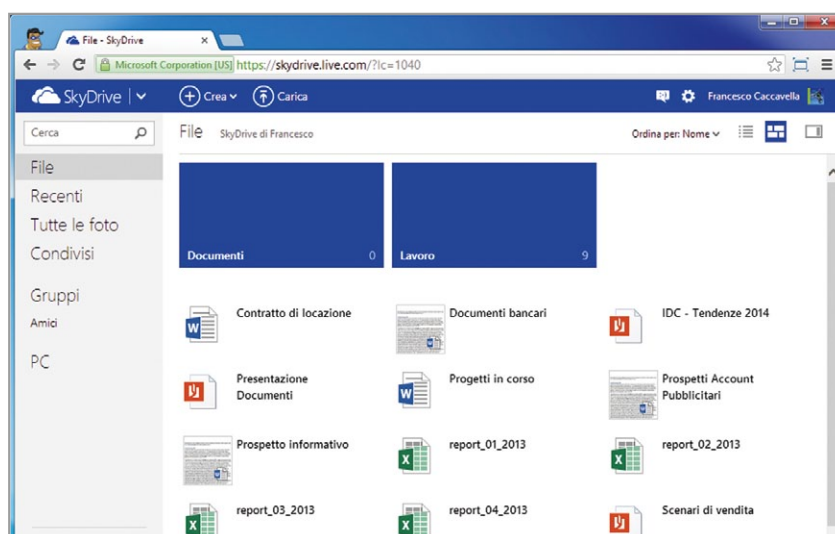 File - SkyDrive
Microsoft Corporation [US] https://skydrive.live.com/?lc=1040
SkyDrive Crea Carica Francesco Caccavella
Cerca File SkyDrive di Francesco Ordina per: Nome
File
Recenti
Tutte le foto
Condivisi
Gruppi
Amici
PC
Documenti 0 Lavoro 9
Contratto di locazione Documenti bancari IDC - Tendenze 2014
Presentazione
Documenti
Progetti in corso
Prospetti Account
Pubblicitari
Prospetto informativo report_01_2013 report_02_2013
report_03_2013 report_04_2013 Scenari di vendita